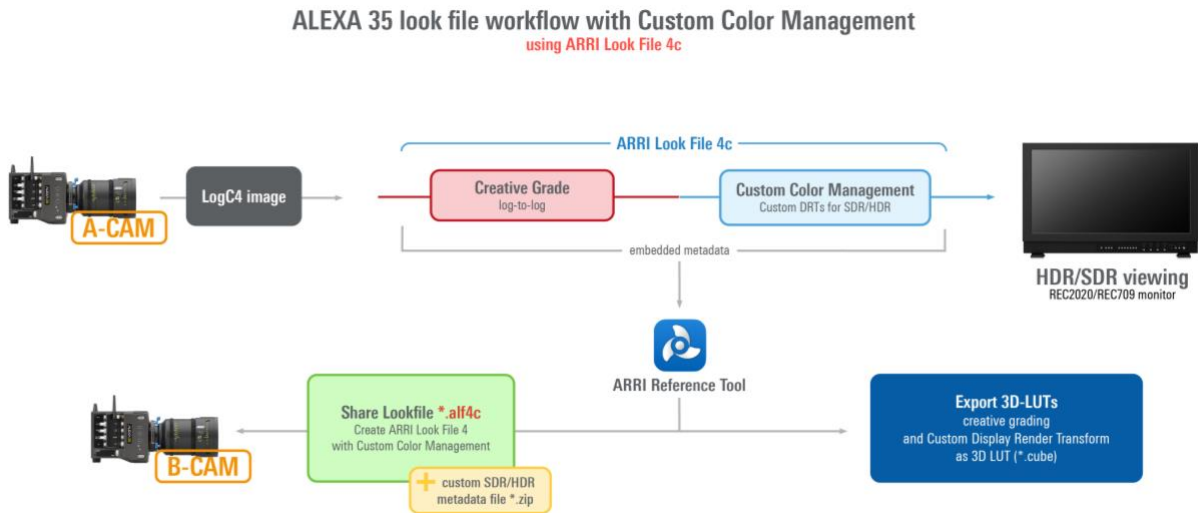 ALEXA 35 look file workflow with Custom Color Management
using ARRI Look File 4c
ARRI Look File 4c
A-CAM
LogC4 image
Creative Grade
log-to-log
Custom Color Management
Custom DRTs for SDR/HDR
embedded metadata
HDR/SDR viewing
REC2020/REC709 monitor
ARRI Reference Tool
B-CAM
Share Lookfile *.alf4c
Create ARRI Look File 4
with Custom Color Management
+ custom SDR/HDR
metadata file *.zip
Export 3D-LUTs
creative grading
and Custom Display Render Transform
as 3D LUT (*.cube)